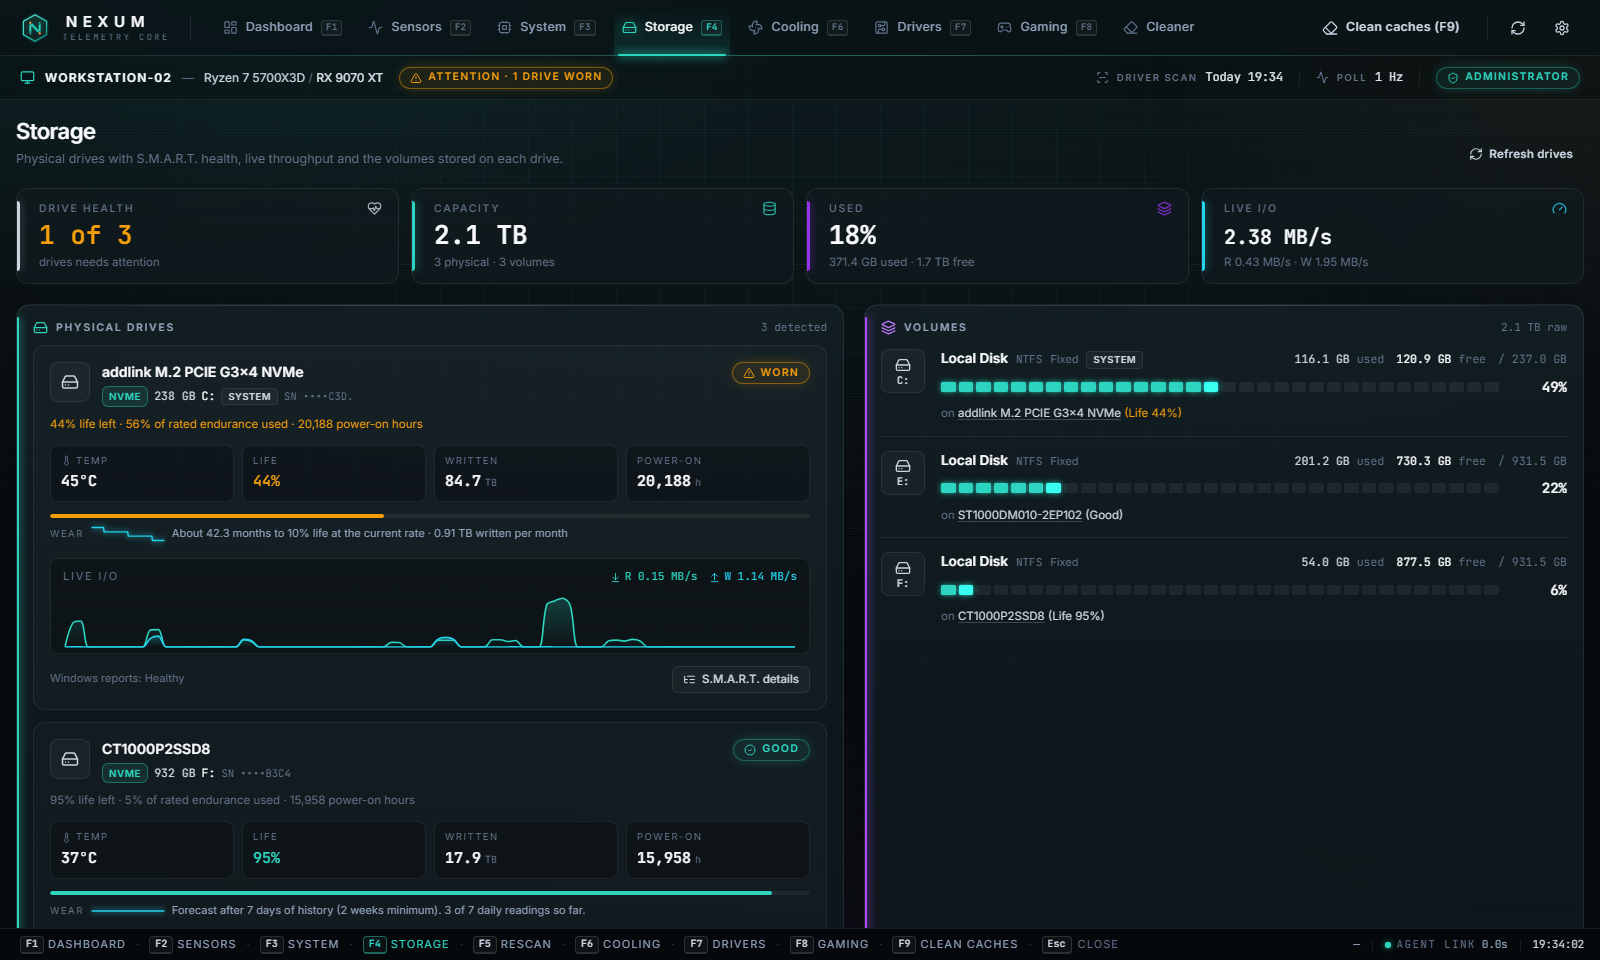 NEXUM
TELEMETRY CORE
Dashboard F1
Sensors F2
System F3
Storage F4
Cooling F6
Drivers F7
Gaming F8
Cleaner
Clean caches (F9)
WORKSTATION-02 — Ryzen 7 5700X3D / RX 9070 XT
ATTENTION · 1 DRIVE WORN
DRIVER SCAN Today 19:34
POLL 1 Hz
ADMINISTRATOR
Storage
Physical drives with S.M.A.R.T. health, live throughput and the volumes stored on each drive.
Refresh drives
DRIVE HEALTH
1 of 3
drives needs attention
CAPACITY
2.1 TB
3 physical · 3 volumes
USED
18%
371.4 GB used · 1.7 TB free
LIVE I/O
2.38 MB/s
R 0.43 MB/s · W 1.95 MB/s
PHYSICAL DRIVES
3 detected
addlink M.2 PCIE G3×4 NVMe
WORN
NVME 238 GB C: SYSTEM SN ••••C3D.
44% life left · 56% of rated endurance used · 20,188 power-on hours
TEMP
45°C
LIFE
44%
WRITTEN
84.7 TB
POWER-ON
20,188 h
WEAR About 42.3 months to 10% life at the current rate · 0.91 TB written per month
LIVE I/O
R 0.15 MB/s W 1.14 MB/s
Windows reports: Healthy
S.M.A.R.T. details
CT1000P2SSD8
GOOD
NVME 932 GB F: SN ••••B3C4
95% life left · 5% of rated endurance used · 15,958 power-on hours
TEMP
37°C
LIFE
95%
WRITTEN
17.9 TB
POWER-ON
15,958 h
WEAR Forecast after 7 days of history (2 weeks minimum). 3 of 7 daily readings so far.
VOLUMES
2.1 TB raw
C:
Local Disk NTFS Fixed SYSTEM
116.1 GB used 120.9 GB free / 237.0 GB
49%
on addlink M.2 PCIE G3×4 NVMe (Life 44%)
E:
Local Disk NTFS Fixed
201.2 GB used 730.3 GB free / 931.5 GB
22%
on ST1000DM010-2EP102 (Good)
F:
Local Disk NTFS Fixed
54.0 GB used 877.5 GB free / 931.5 GB
6%
on CT1000P2SSD8 (Life 95%)
F1 DASHBOARD · F2 SENSORS · F3 SYSTEM · F4 STORAGE · F5 RESCAN · F6 COOLING · F7 DRIVERS · F8 GAMING · F9 CLEAN CACHES · Esc CLOSE
— AGENT LINK 0.0s 19:34:02